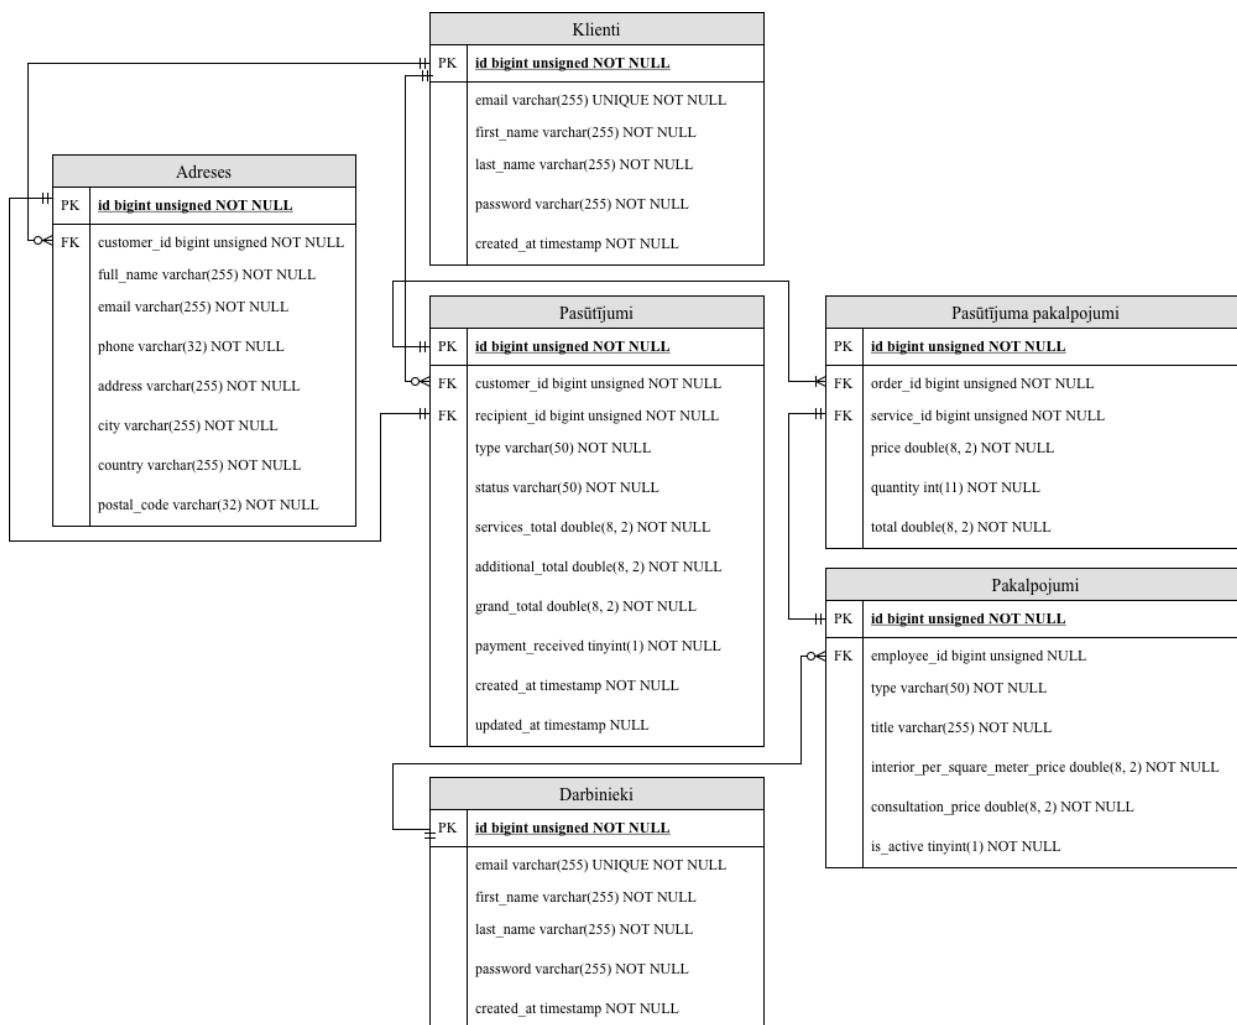 Klienti
PK id bigint unsigned NOT NULL
email varchar(255) UNIQUE NOT NULL
first_name varchar(255) NOT NULL
last_name varchar(255) NOT NULL
password varchar(255) NOT NULL
created_at timestamp NOT NULL
Adreses
PK id bigint unsigned NOT NULL
FK customer_id bigint unsigned NOT NULL
full_name varchar(255) NOT NULL
email varchar(255) NOT NULL
phone varchar(32) NOT NULL
address varchar(255) NOT NULL
city varchar(255) NOT NULL
country varchar(255) NOT NULL
postal_code varchar(32) NOT NULL
Pasūtījumi
PK id bigint unsigned NOT NULL
FK customer_id bigint unsigned NOT NULL
FK recipient_id bigint unsigned NOT NULL
type varchar(50) NOT NULL
status varchar(50) NOT NULL
services_total double(8, 2) NOT NULL
additional_total double(8, 2) NOT NULL
grand_total double(8, 2) NOT NULL
payment_received tinyint(1) NOT NULL
created_at timestamp NOT NULL
updated_at timestamp NULL
Pasūtījuma pakalpojumi
PK id bigint unsigned NOT NULL
FK order_id bigint unsigned NOT NULL
FK service_id bigint unsigned NOT NULL
price double(8, 2) NOT NULL
quantity int(11) NOT NULL
total double(8, 2) NOT NULL
Pakalpojumi
PK id bigint unsigned NOT NULL
FK employee_id bigint unsigned NULL
type varchar(50) NOT NULL
title varchar(255) NOT NULL
interior_per_square_meter_price double(8, 2) NOT NULL
consultation_price double(8, 2) NOT NULL
is_active tinyint(1) NOT NULL
Darbinieki
PK id bigint unsigned NOT NULL
email varchar(255) UNIQUE NOT NULL
first_name varchar(255) NOT NULL
last_name varchar(255) NOT NULL
password varchar(255) NOT NULL
created_at timestamp NOT NULL